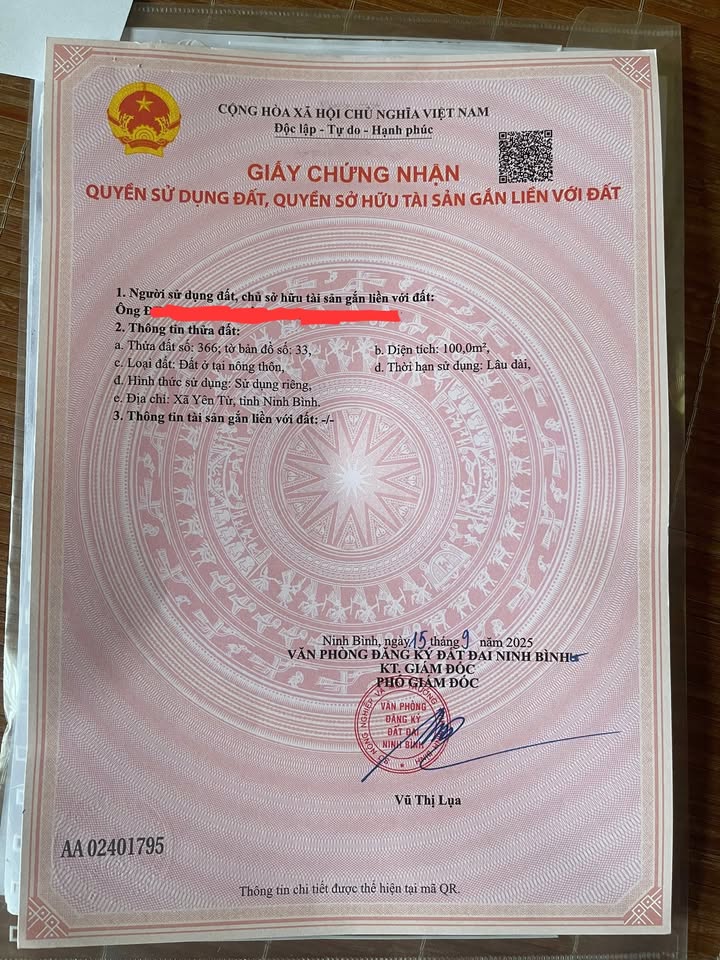 CỘNG HÒA XÃ HỘI CHỦ NGHĨA VIỆT NAM
Độc lập - Tự do - Hạnh phúc
GIẤY CHỨNG NHẬN
QUYỀN SỬ DỤNG ĐẤT, QUYỀN SỞ HỮU TÀI SẢN GẮN LIỀN VỚI ĐẤT
1. Người sử dụng đất, chủ sở hữu tài sản gắn liền với đất:
Ông
2. Thông tin thửa đất:
a. Thửa đất số: 366; tờ bản đồ số: 33, b. Diện tích: 100,0m²,
c. Loại đất: Đất ở tại nông thôn, d. Thời hạn sử dụng: Lâu dài,
đ. Hình thức sử dụng: Sử dụng riêng,
e. Địa chỉ: Xã Yên Từ, tỉnh Ninh Bình.
3. Thông tin tài sản gắn liền với đất: -/-
Ninh Bình, ngày 15 tháng 9 năm 2025
VĂN PHÒNG ĐĂNG KÝ ĐẤT ĐAI NINH BÌNH
KT. GIÁM ĐỐC
PHÓ GIÁM ĐỐC
VĂN PHÒNG
ĐĂNG KÝ
ĐẤT ĐAI
NINH BÌNH
Vũ Thị Lụa
AA 02401795
Thông tin chi tiết được thể hiện tại mã QR.